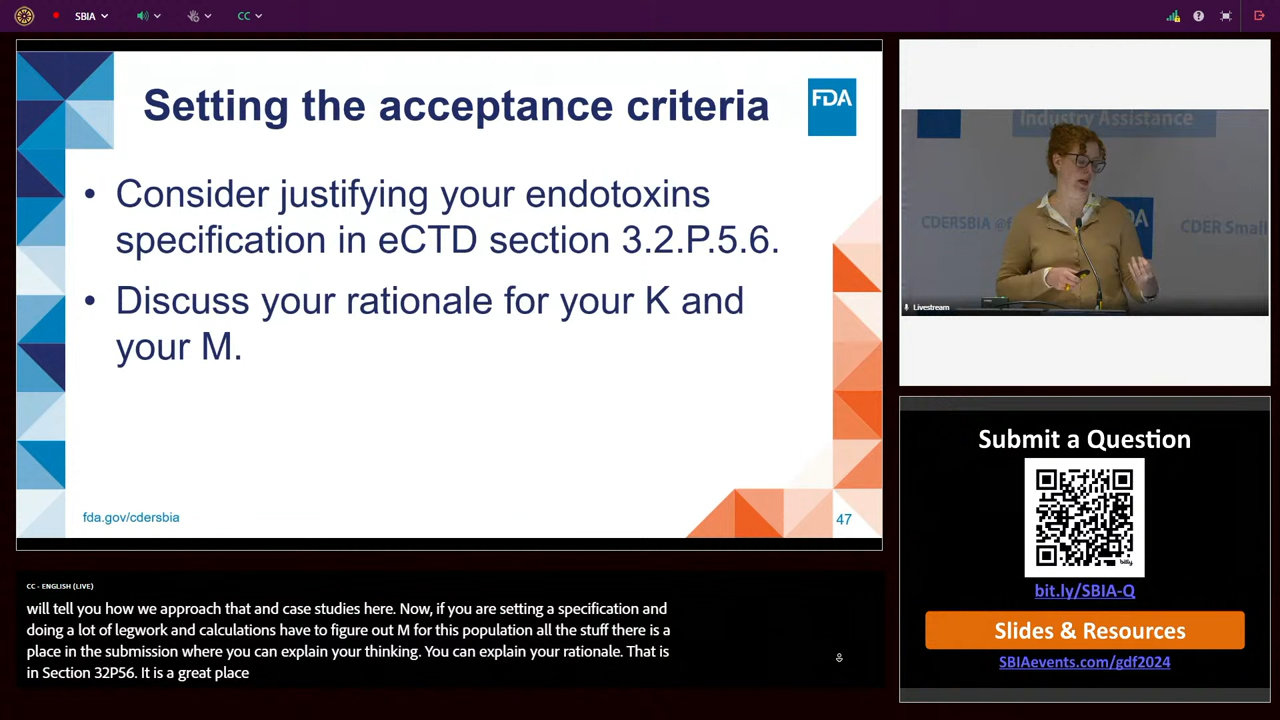 SBIA
CC
Setting the acceptance criteria
FDA
• Consider justifying your endotoxins
specification in eCTD section 3.2.P.5.6.
• Discuss your rationale for your K and
your M.
fda.gov/cdersbia
47
Industry Assistance
CDERSBIA @f
DA
CDER Small
Livestream
Submit a Question
bitly
bit.ly/SBIA-Q
Slides & Resources
SBIAevents.com/gdf2024
CC - ENGLISH (LIVE)
will tell you how we approach that and case studies here. Now, if you are setting a specification and
doing a lot of legwork and calculations have to figure out M for this population all the stuff there is a
place in the submission where you can explain your thinking. You can explain your rationale. That is
in Section 32P56. It is a great place